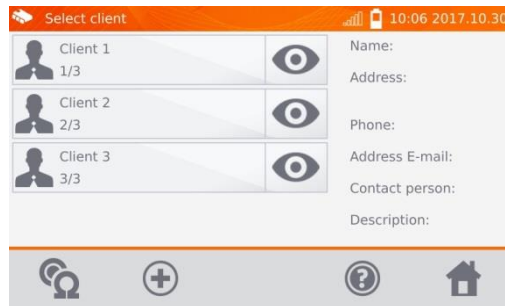 Select client
10:06 2017.10.30
Client 1
1/3
Client 2
2/3
Client 3
3/3
Name:
Address:
Phone:
Address E-mail:
Contact person:
Description: